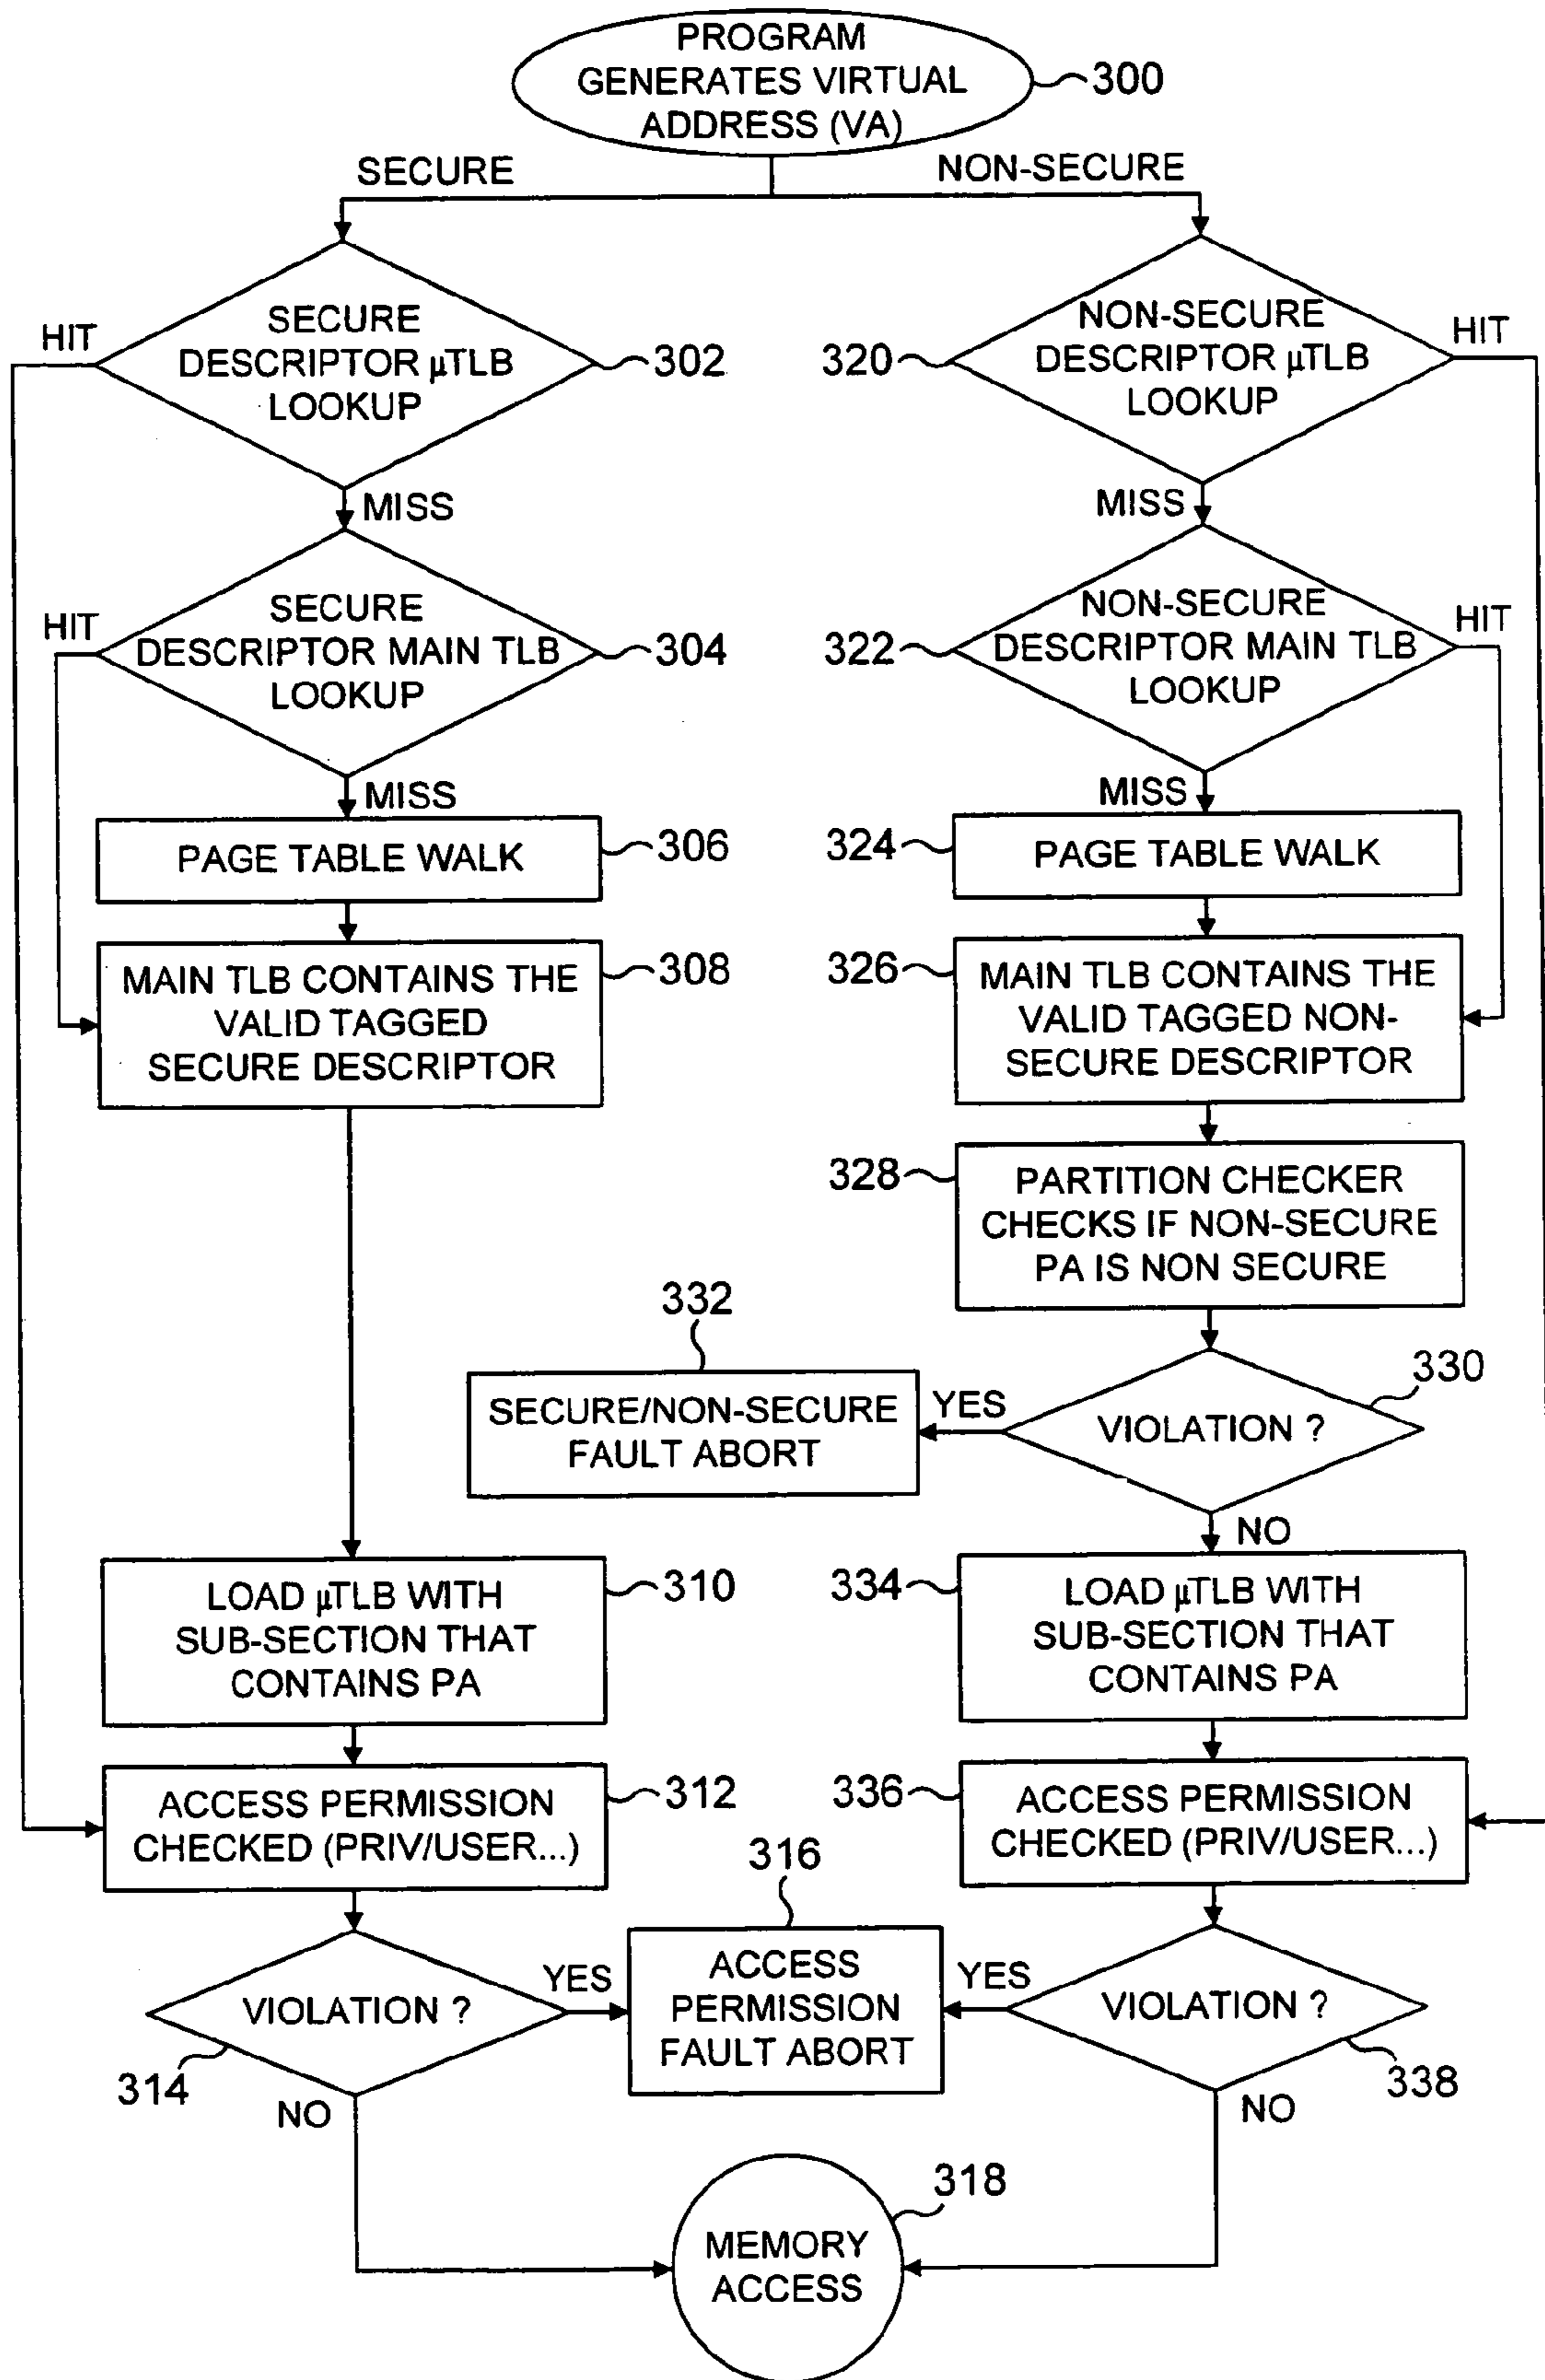 PROGRAM
GENERATES VIRTUAL
ADDRESS (VA)
300
SECURE
NON-SECURE
HIT
SECURE
DESCRIPTOR µTLB
LOOKUP
302
320
NON-SECURE
DESCRIPTOR µTLB
LOOKUP
HIT
MISS
MISS
HIT
SECURE
DESCRIPTOR MAIN TLB
LOOKUP
304
322
NON-SECURE
DESCRIPTOR MAIN TLB
LOOKUP
HIT
MISS
MISS
PAGE TABLE WALK
306
324
PAGE TABLE WALK
MAIN TLB CONTAINS THE
VALID TAGGED
SECURE DESCRIPTOR
308
326
MAIN TLB CONTAINS THE
VALID TAGGED NON-
SECURE DESCRIPTOR
328
PARTITION CHECKER
CHECKS IF NON-SECURE
PA IS NON SECURE
332
SECURE/NON-SECURE
FAULT ABORT
YES
VIOLATION ?
330
NO
LOAD µTLB WITH
SUB-SECTION THAT
CONTAINS PA
310
334
LOAD µTLB WITH
SUB-SECTION THAT
CONTAINS PA
ACCESS PERMISSION
CHECKED (PRIV/USER...)
312
336
ACCESS PERMISSION
CHECKED (PRIV/USER...)
316
VIOLATION ?
314
YES
ACCESS
PERMISSION
FAULT ABORT
YES
VIOLATION ?
338
NO
NO
318
MEMORY
ACCESS